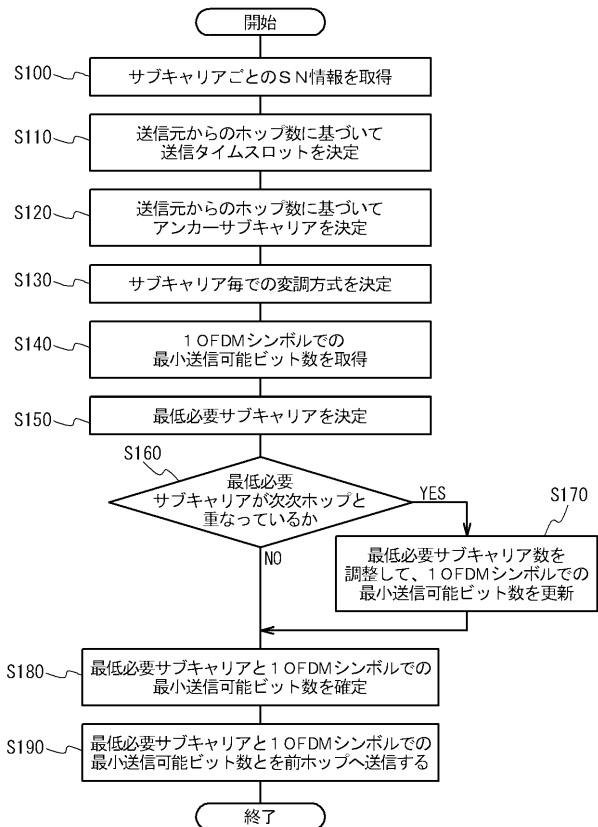 開始
S100
サブキャリアごとのSN情報を取得
S110
送信元からのホップ数に基づいて
送信タイムスロットを決定
S120
送信元からのホップ数に基づいて
アンカーサブキャリアを決定
S130
サブキャリア毎での変調方式を決定
S140
1OFDMシンボルでの
最小送信可能ビット数を取得
S150
最低必要サブキャリアを決定
S160
最低必要
サブキャリアが次次ホップと
重なっているか
YES
NO
S170
最低必要サブキャリア数を
調整して、1OFDMシンボルでの
最小送信可能ビット数を更新
S180
最低必要サブキャリアと1OFDMシンボルでの
最小送信可能ビット数を確定
S190
最低必要サブキャリアと1OFDMシンボルでの
最小送信可能ビット数とを前ホップへ送信する
終了